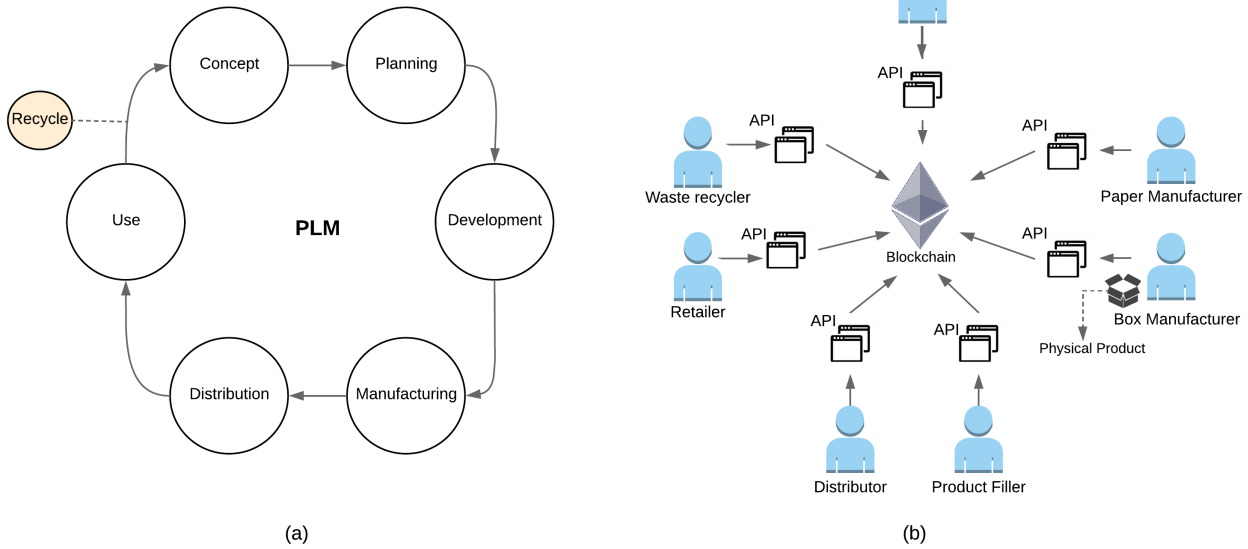 Concept
Planning
Recycle
Use
PLM
Development
Distribution
Manufacturing
(a)
API
API
API
Waste recycler
Paper Manufacturer
API
API
Blockchain
Retailer
Box Manufacturer
API
API
Physical Product
Distributor
Product Filler
(b)